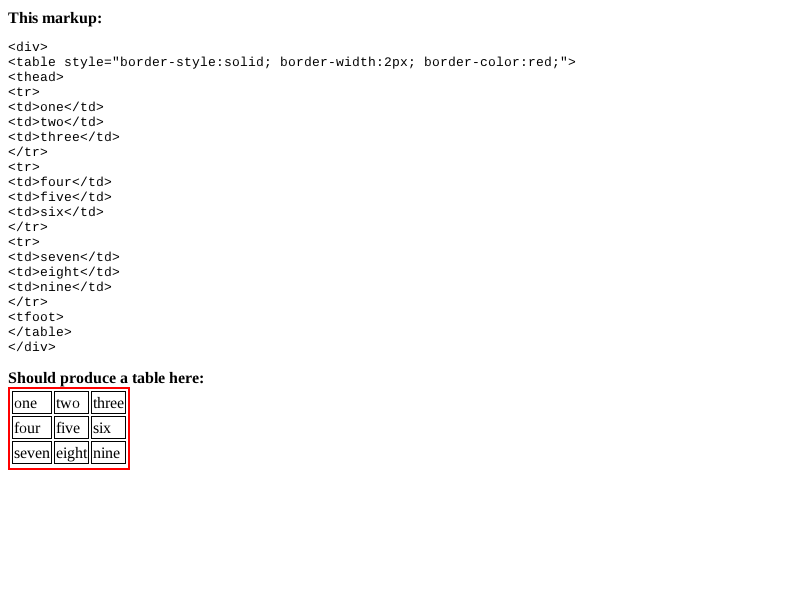 This markup:
<div>
<table style="border-style:solid; border-width:2px; border-color:red;">
<thead>
<tr>
<td>one</td>
<td>two</td>
<td>three</td>
</tr>
<tr>
<td>four</td>
<td>five</td>
<td>six</td>
</tr>
<tr>
<td>seven</td>
<td>eight</td>
<td>nine</td>
</tr>
<tfoot>
</table>
</div>
Should produce a table here:
one two three
four five six
seven eight nine